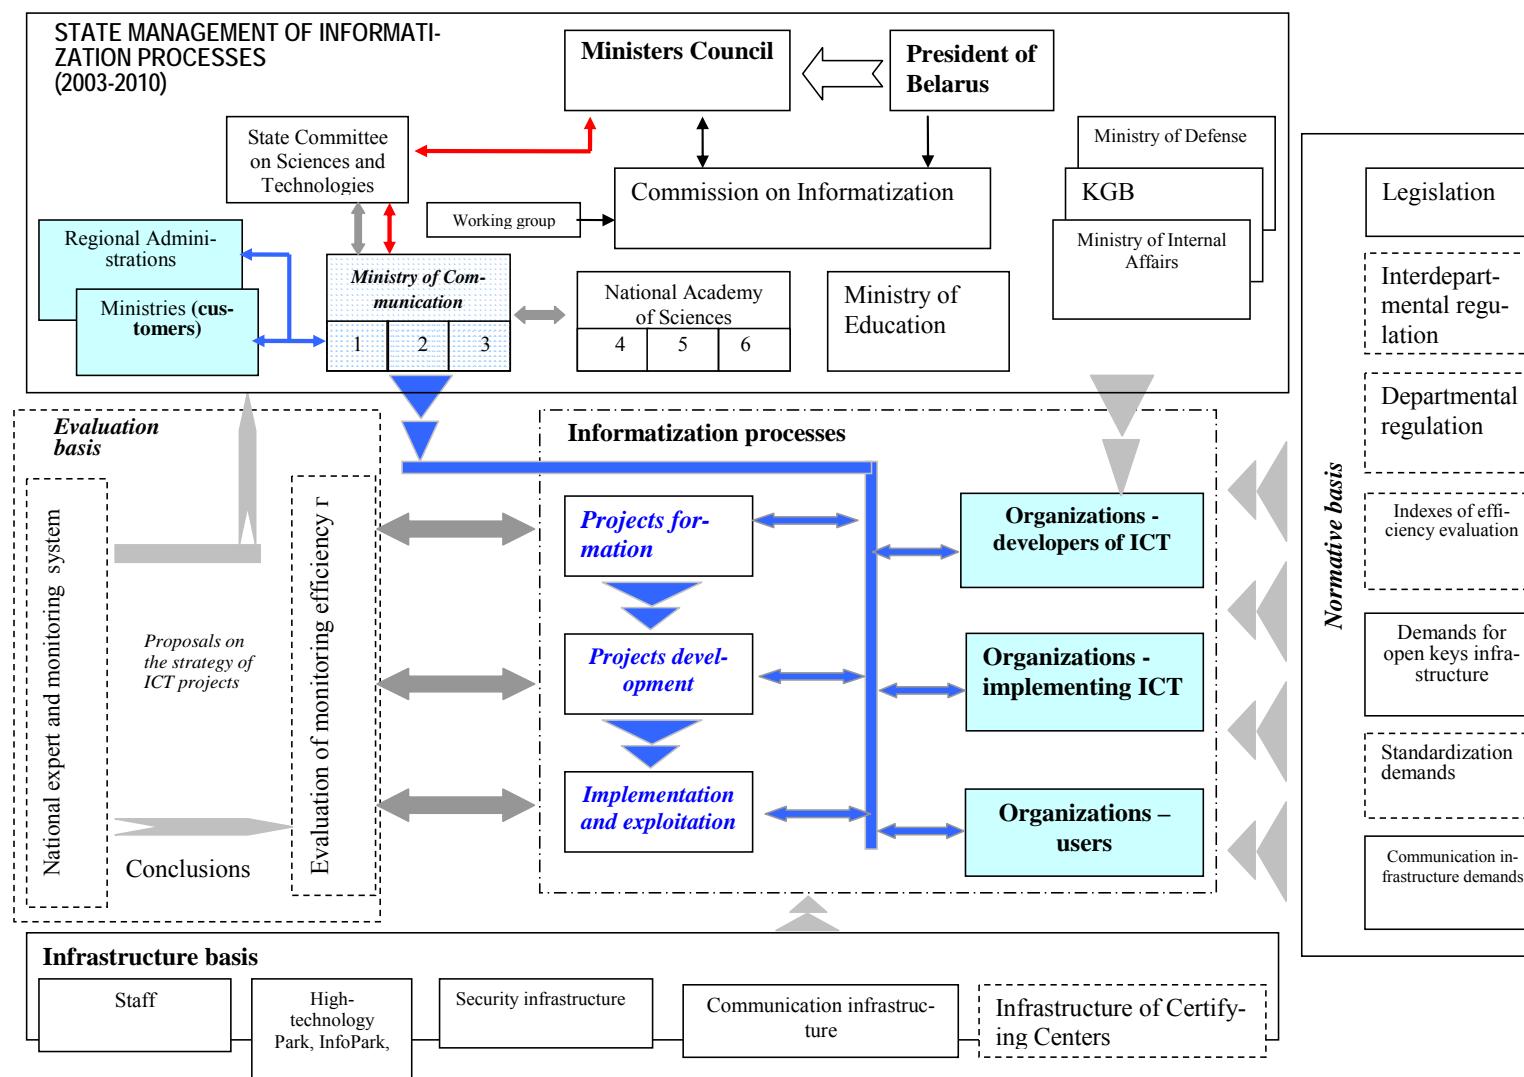 STATE MANAGEMENT OF INFORMATI-
ZATION PROCESSES
(2003-2010)
Ministers Council
President of
Belarus
State Committee
on Sciences and
Technologies
Working group
Commission on Informatization
Ministry of Defense
KGB
Ministry of Internal
Affairs
Regional Admini-
strations
Ministries (cus-
tomers)
Ministry of Com-
munication
1 2 3
National Academy
of Sciences
4 5 6
Ministry of
Education
Evaluation
basis
National expert and monitoring system
Proposals on
the strategy of
ICT projects
Conclusions
Evaluation of monitoring efficiency
Informatization processes
Projects for-
mation
Projects devel-
opment
Implementation
and exploitation
Organizations -
developers of ICT
Organizations -
implementing ICT
Organizations –
users
Normative basis
Legislation
Interdepart-
mental regu-
lation
Departmental
regulation
Indexes of effi-
ciency evaluation
Demands for
open keys infra-
structure
Standardization
demands
Communication in-
frastructure demands
Infrastructure basis
Staff
High-
technology
Park, InfoPark,
Security infrastructure
Communication infrastruc-
ture
Infrastructure of Certify-
ing Centers